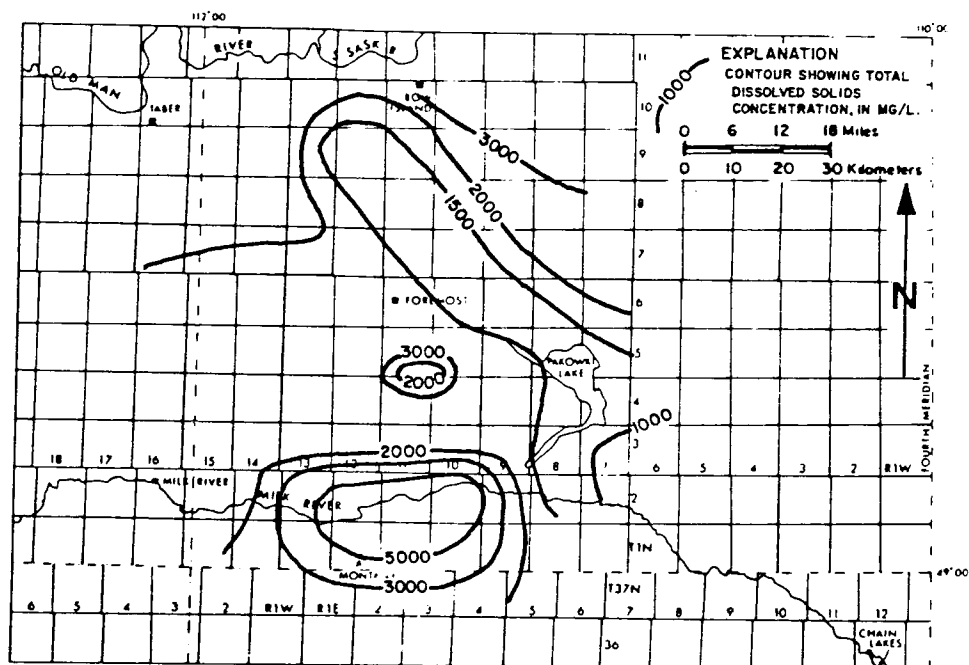 112°00
110°00
RIVER
S SASK R
OLD MAN
TABER
BOW ISLAND
11
10
9
8
7
6
5
4
3
2
EXPLANATION
1000
CONTOUR SHOWING TOTAL
DISSOLVED SOLIDS
CONCENTRATION, IN MG/L.
0 6 12 18 Miles
0 10 20 30 Kilometers
3000
2000
1500
N
FOREMOST
PAKOWKI
LAKE
3000
2000
1000
FOURTH MERIDIAN
2000
18 17 16 15 14 13 12 11 10 9 8 7 6 5 4 3 2 R1W
MILK RIVER
MILK RIVER
5000
3000
T1N
49°00
T37N
36
6 5 4 3 2 R1W R1E 2 3 4 5 6 7 8 9 10 11 12
CHAIN
LAKES